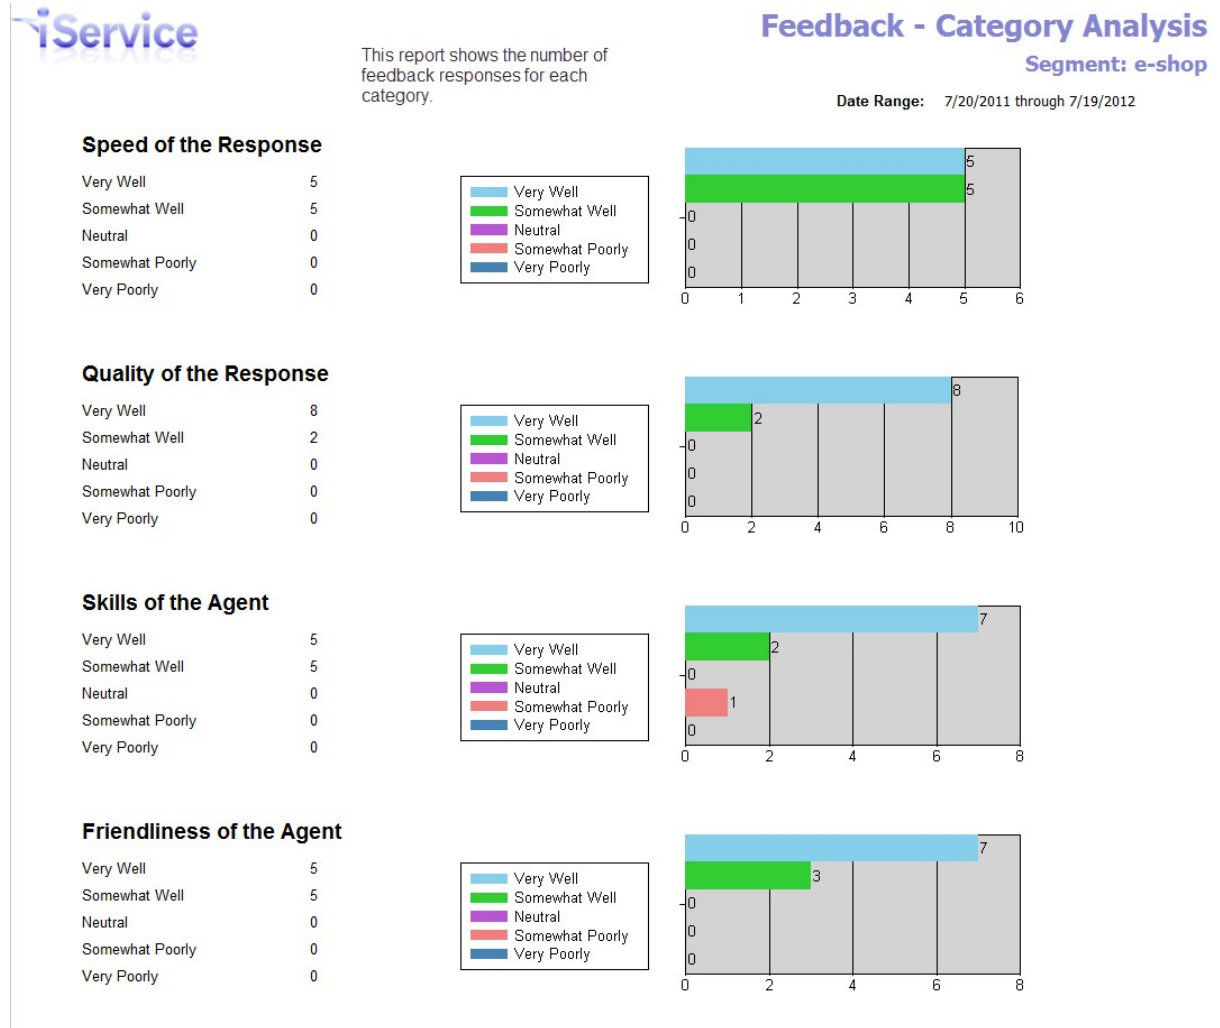 iService
Feedback - Category Analysis
Segment: e-shop
This report shows the number of
feedback responses for each
category.
Date Range: 7/20/2011 through 7/19/2012
Speed of the Response
Very Well 5
Somewhat Well 5
Neutral 0
Somewhat Poorly 0
Very Poorly 0
Very Well
Somewhat Well
Neutral
Somewhat Poorly
Very Poorly
5
5
0
0
0
0 1 2 3 4 5 6
Quality of the Response
Very Well 8
Somewhat Well 2
Neutral 0
Somewhat Poorly 0
Very Poorly 0
Very Well
Somewhat Well
Neutral
Somewhat Poorly
Very Poorly
8
2
0
0
0
0 2 4 6 8 10
Skills of the Agent
Very Well 5
Somewhat Well 5
Neutral 0
Somewhat Poorly 0
Very Poorly 0
Very Well
Somewhat Well
Neutral
Somewhat Poorly
Very Poorly
7
2
0
1
0
0 2 4 6 8
Friendliness of the Agent
Very Well 5
Somewhat Well 5
Neutral 0
Somewhat Poorly 0
Very Poorly 0
Very Well
Somewhat Well
Neutral
Somewhat Poorly
Very Poorly
7
3
0
0
0
0 2 4 6 8